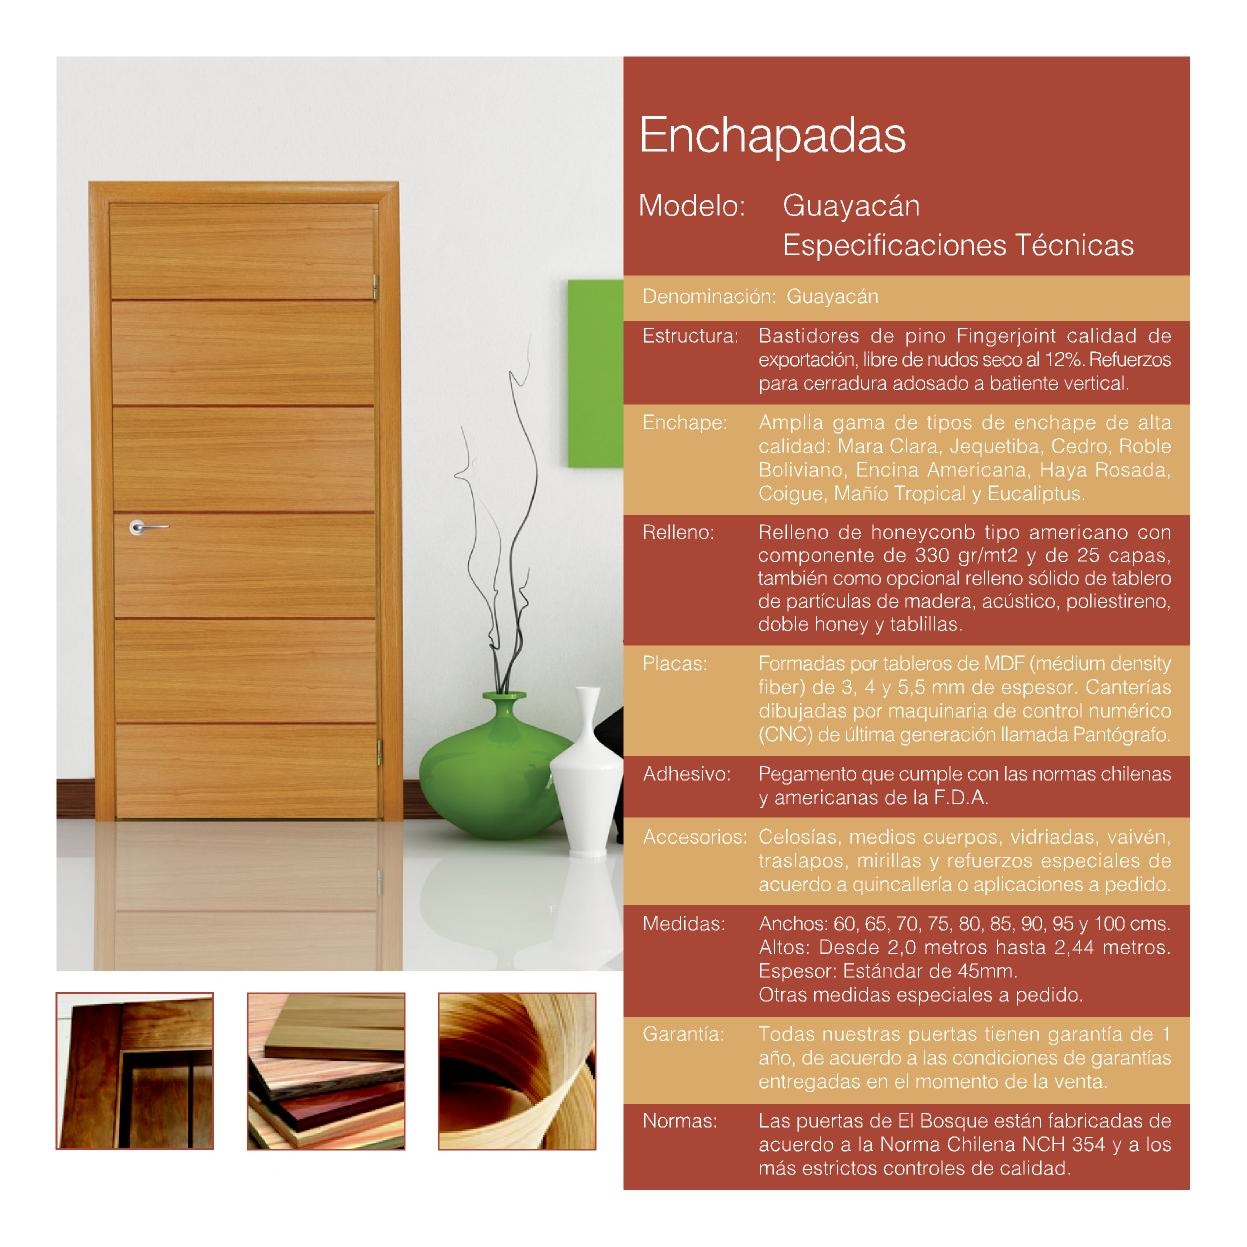 Enchapadas
Modelo: Guayacán
Especificaciones Técnicas
Denominación: Guayacán
Estructura: Bastidores de pino Fingerjoint calidad de
exportación, libre de nudos seco al 12%. Refuerzos
para cerradura adosado a batiente vertical.
Enchape: Amplia gama de tipos de enchape de alta
calidad: Mara Clara, Jequetiba, Cedro, Roble
Boliviano, Encina Americana, Haya Rosada,
Coigue, Mañío Tropical y Eucaliptus.
Relleno: Relleno de honeyconb tipo americano con
componente de 330 gr/mt2 y de 25 capas,
también como opcional relleno sólido de tablero
de partículas de madera, acústico, poliestireno,
doble honey y tablillas.
Placas: Formadas por tableros de MDF (médium density
fiber) de 3, 4 y 5,5 mm de espesor. Canterías
dibujadas por maquinaria de control numérico
(CNC) de última generación llamada Pantógrafo.
Adhesivo: Pegamento que cumple con las normas chilenas
y americanas de la F.D.A.
Accesorios: Celosías, medios cuerpos, vidriadas, vaivén,
traslapos, mirillas y refuerzos especiales de
acuerdo a quincallería o aplicaciones a pedido.
Medidas: Anchos: 60, 65, 70, 75, 80, 85, 90, 95 y 100 cms.
Altos: Desde 2,0 metros hasta 2,44 metros.
Espesor: Estándar de 45mm.
Otras medidas especiales a pedido.
Garantía: Todas nuestras puertas tienen garantía de 1
año, de acuerdo a las condiciones de garantías
entregadas en el momento de la venta.
Normas: Las puertas de El Bosque están fabricadas de
acuerdo a la Norma Chilena NCH 354 y a los
más estrictos controles de calidad.